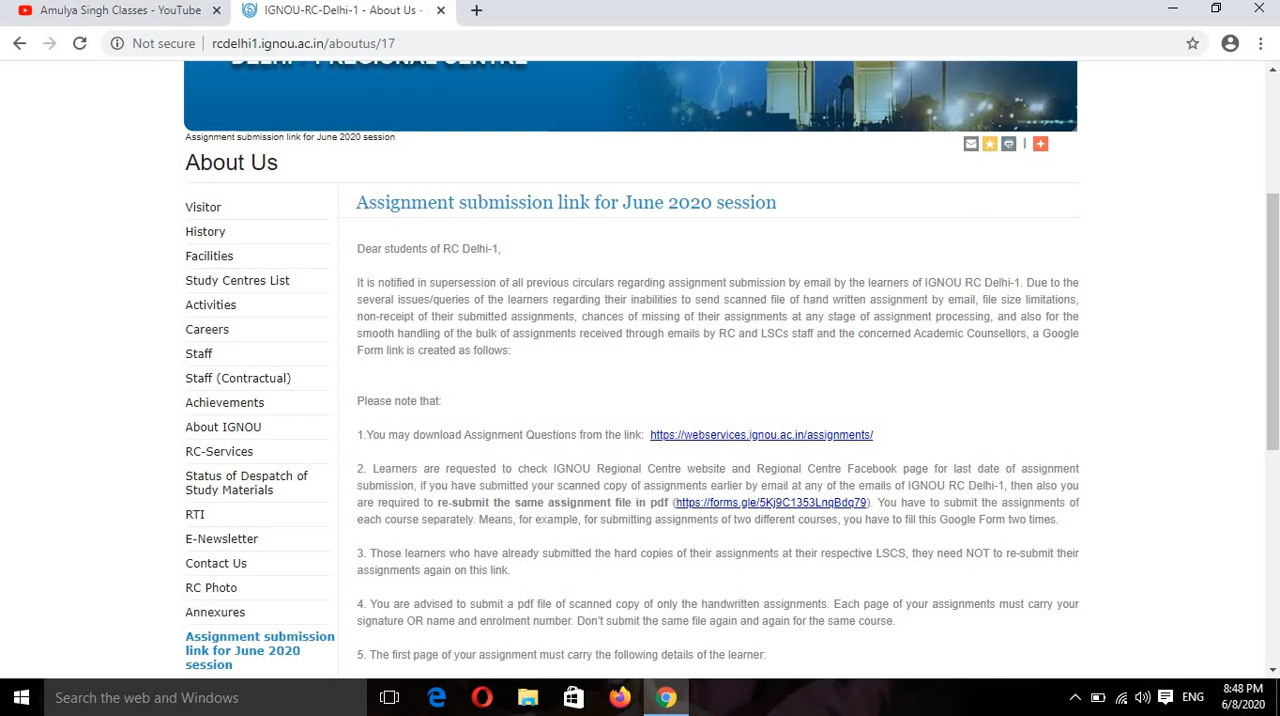 Amulya Singh Classes - YouTube
IGNOU-RC-Delhi-1 - About Us -
Not secure
rcdelhi1.ignou.ac.in/aboutus/17
DELHI - 1 REGIONAL CENTRE
Assignment submission link for June 2020 session
About Us
Visitor
History
Facilities
Study Centres List
Activities
Careers
Staff
Staff (Contractual)
Achievements
About IGNOU
RC-Services
Status of Despatch of
Study Materials
RTI
E-Newsletter
Contact Us
RC Photo
Annexures
Assignment submission
link for June 2020
session
Assignment submission link for June 2020 session
Dear students of RC Delhi-1,
It is notified in supersession of all previous circulars regarding assignment submission by email by the learners of IGNOU RC Delhi-1. Due to the
several issues/queries of the learners regarding their inabilities to send scanned file of hand written assignment by email, file size limitations,
non-receipt of their submitted assignments, chances of missing of their assignments at any stage of assignment processing, and also for the
smooth handling of the bulk of assignments received through emails by RC and LSCs staff and the concerned Academic Counsellors, a Google
Form link is created as follows:
Please note that:
1.You may download Assignment Questions from the link: https://webservices.ignou.ac.in/assignments/
2. Learners are requested to check IGNOU Regional Centre website and Regional Centre Facebook page for last date of assignment
submission, if you have submitted your scanned copy of assignments earlier by email at any of the emails of IGNOU RC Delhi-1, then also you
are required to re-submit the same assignment file in pdf (https://forms.gle/5Kj9C1353LnqBdq79). You have to submit the assignments of
each course separately. Means, for example, for submitting assignments of two different courses, you have to fill this Google Form two times.
3. Those learners who have already submitted the hard copies of their assignments at their respective LSCS, they need NOT to re-submit their
assignments again on this link.
4. You are advised to submit a pdf file of scanned copy of only the handwritten assignments. Each page of your assignments must carry your
signature OR name and enrolment number. Don't submit the same file again and again for the same course.
5. The first page of your assignment must carry the following details of the learner:
Search the web and Windows
ENG
8:48 PM
6/8/2020